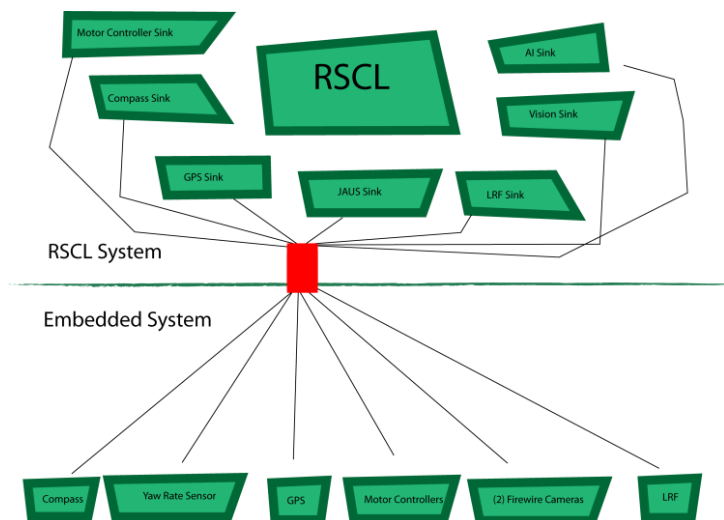 Motor Controller Sink
RSCL
AI Sink
Compass Sink
Vision Sink
GPS Sink
JAUS Sink
LRF Sink
RSCL System
Embedded System
Compass
Yaw Rate Sensor
GPS
Motor Controllers
(2) Firewire Cameras
LRF